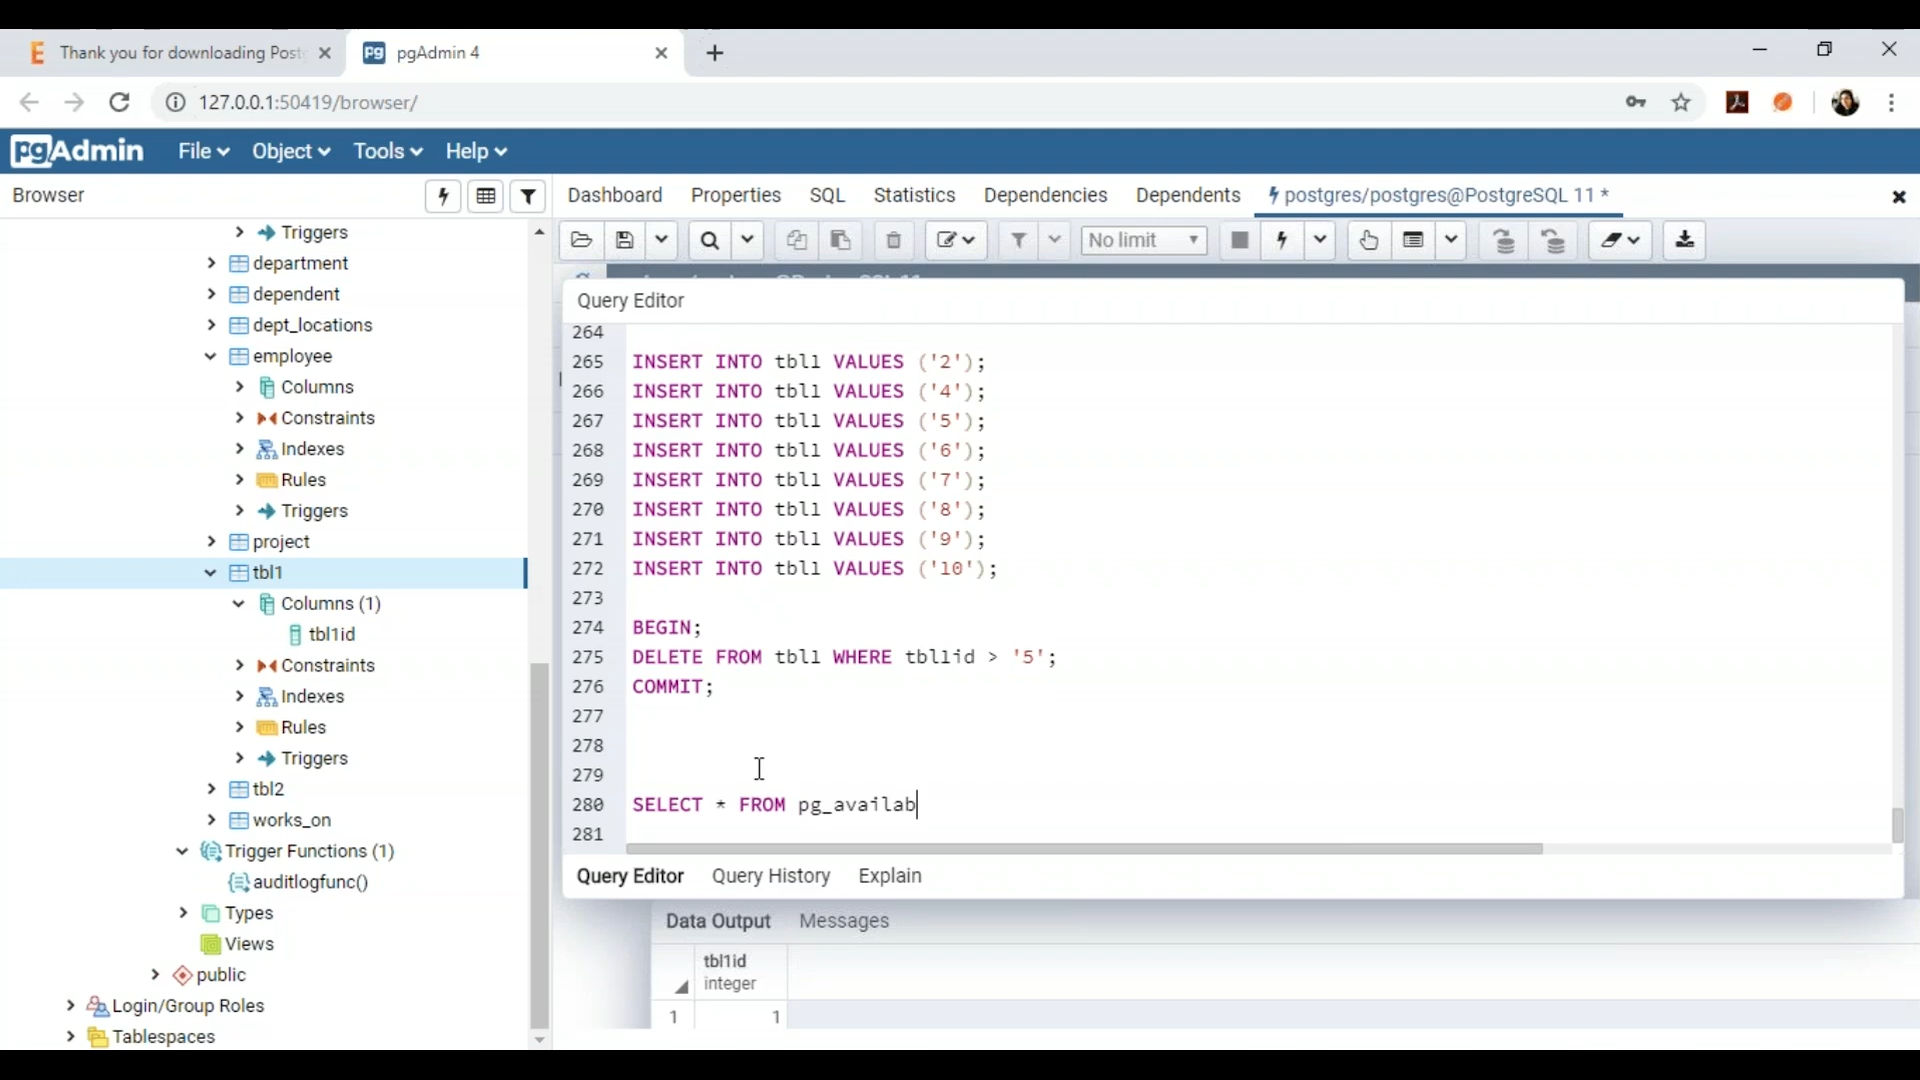 Thank you for downloading Post
pgAdmin 4
127.0.0.1:50419/browser/
pgAdmin
File
Object
Tools
Help
Browser
Dashboard
Properties
SQL
Statistics
Dependencies
Dependents
postgres/postgres@PostgreSQL 11 *
No limit
Triggers
department
dependent
dept_locations
employee
Columns
Constraints
Indexes
Rules
Triggers
project
tbl1
Columns (1)
tbl1id
Constraints
Indexes
Rules
Triggers
tbl2
works_on
Trigger Functions (1)
auditlogfunc()
Types
Views
public
Login/Group Roles
Tablespaces
Query Editor
264
265 INSERT INTO tbl1 VALUES ('2');
266 INSERT INTO tbl1 VALUES ('4');
267 INSERT INTO tbl1 VALUES ('5');
268 INSERT INTO tbl1 VALUES ('6');
269 INSERT INTO tbl1 VALUES ('7');
270 INSERT INTO tbl1 VALUES ('8');
271 INSERT INTO tbl1 VALUES ('9');
272 INSERT INTO tbl1 VALUES ('10');
273
274 BEGIN;
275 DELETE FROM tbl1 WHERE tbl1id > '5';
276 COMMIT;
277
278
279
280 SELECT * FROM pg_availab
281
Query Editor
Query History
Explain
Data Output
Messages
tbl1id
integer
1 1